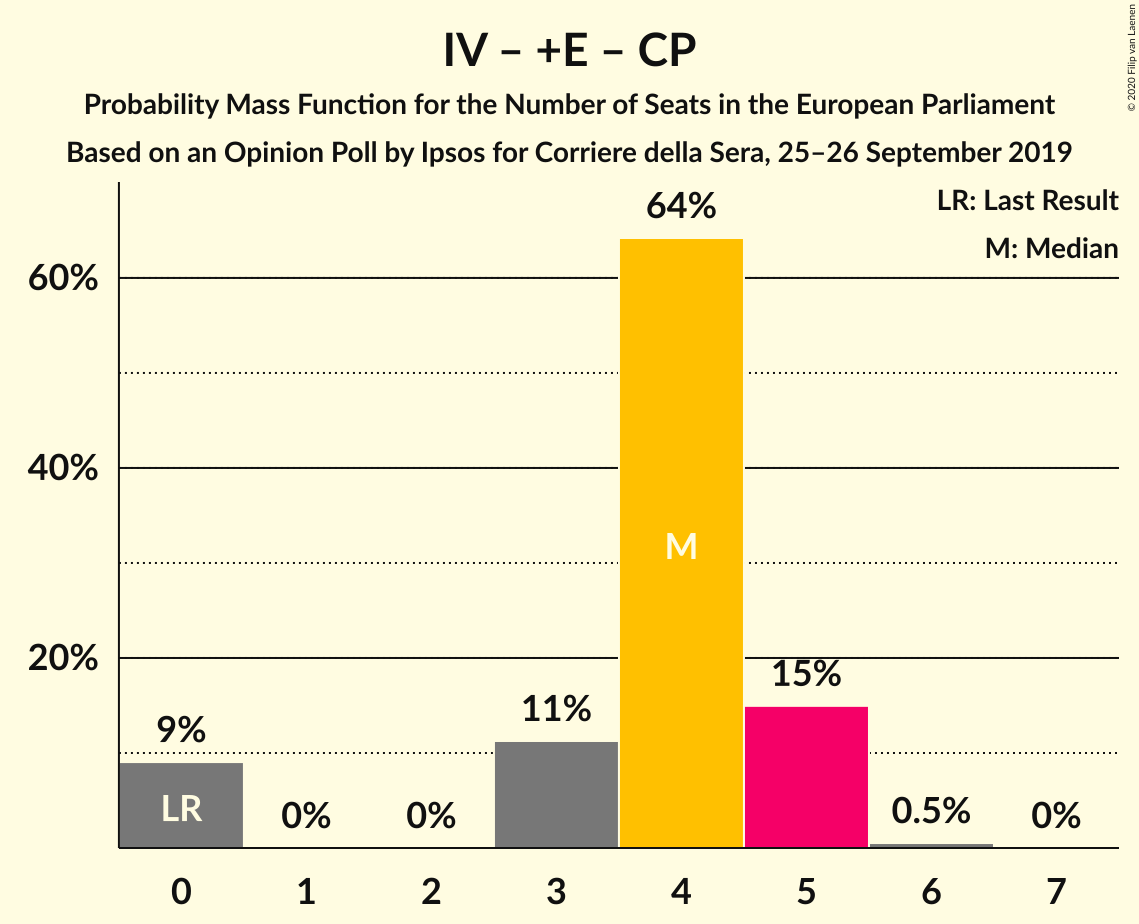 IV – +E – CP
Probability Mass Function for the Number of Seats in the European Parliament
Based on an Opinion Poll by Ipsos for Corriere della Sera, 25–26 September 2019
© 2020 Filip van Laenen
LR: Last Result
M: Median
60%
40%
20%
9%
0%
0%
11%
64%
15%
0.5%
0%
LR
M
0
1
2
3
4
5
6
7